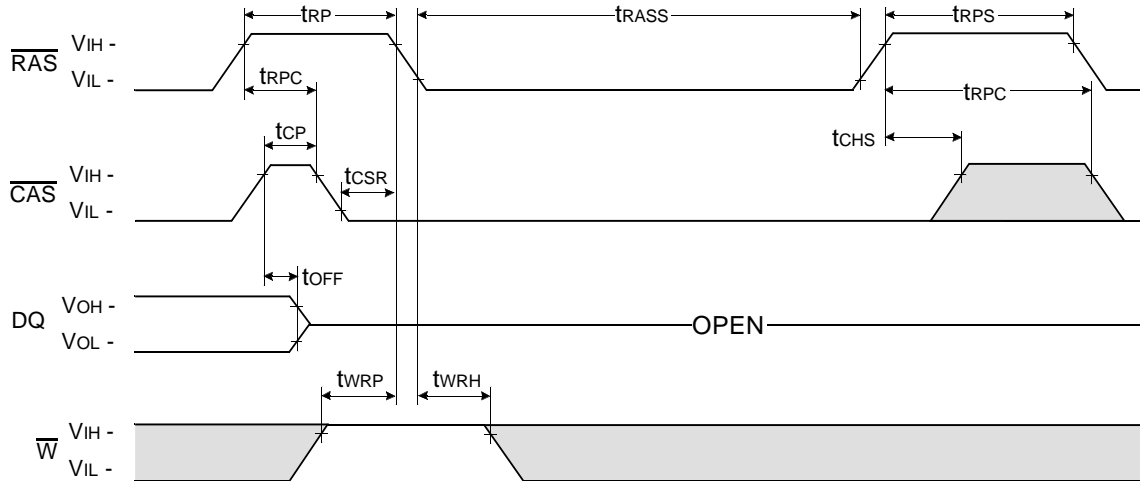 tRP tRASS tRPS
RAS VIH -
VIL -
tRPC tRPC
tCP tCHS
CAS VIH -
tCSR
VIL -
tOFF
DQ VOH -
OPEN
VOL -
tWRP tWRH
W VIH -
VIL -